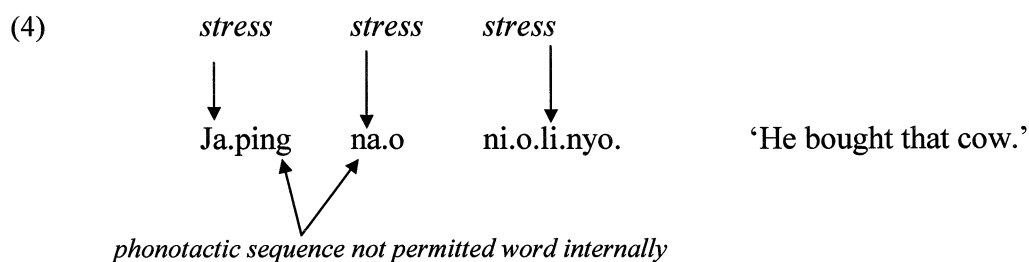 (4) stress stress stress
Ja.ping na.o ni.o.li.nyo. ‘He bought that cow.’
phonotactic sequence not permitted word internally